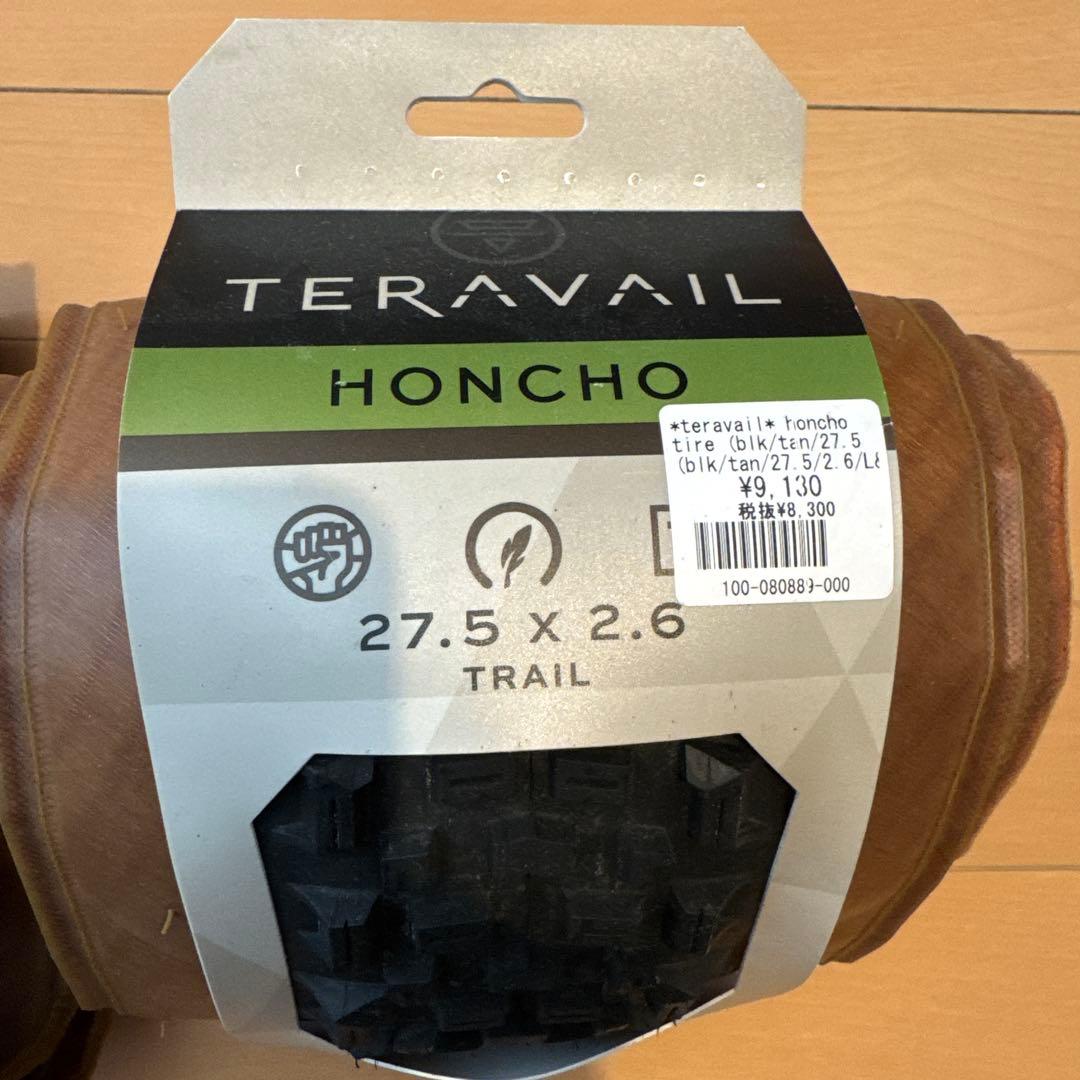 TERAVAIL
HONCHO
*teravail* honcho
tire (blk/tan/27.5
(blk/tan/27.5/2.6/L&
¥9,130
税抜¥8,300
100-080889-000
27.5 x 2.6
TRAIL